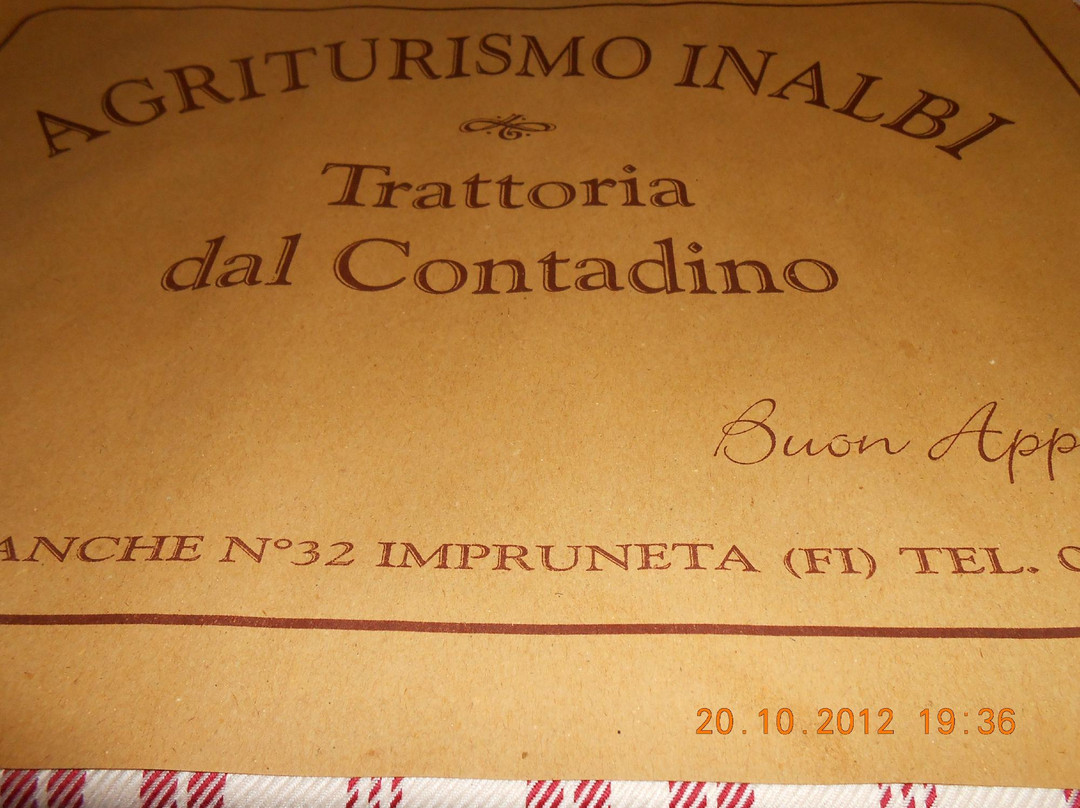 AGRITURISMO INALBI
Trattoria
dal Contadino
Buon App
ANCHE N°32 IMPRUNETA (FI) TEL.
20.10.2012 19:36